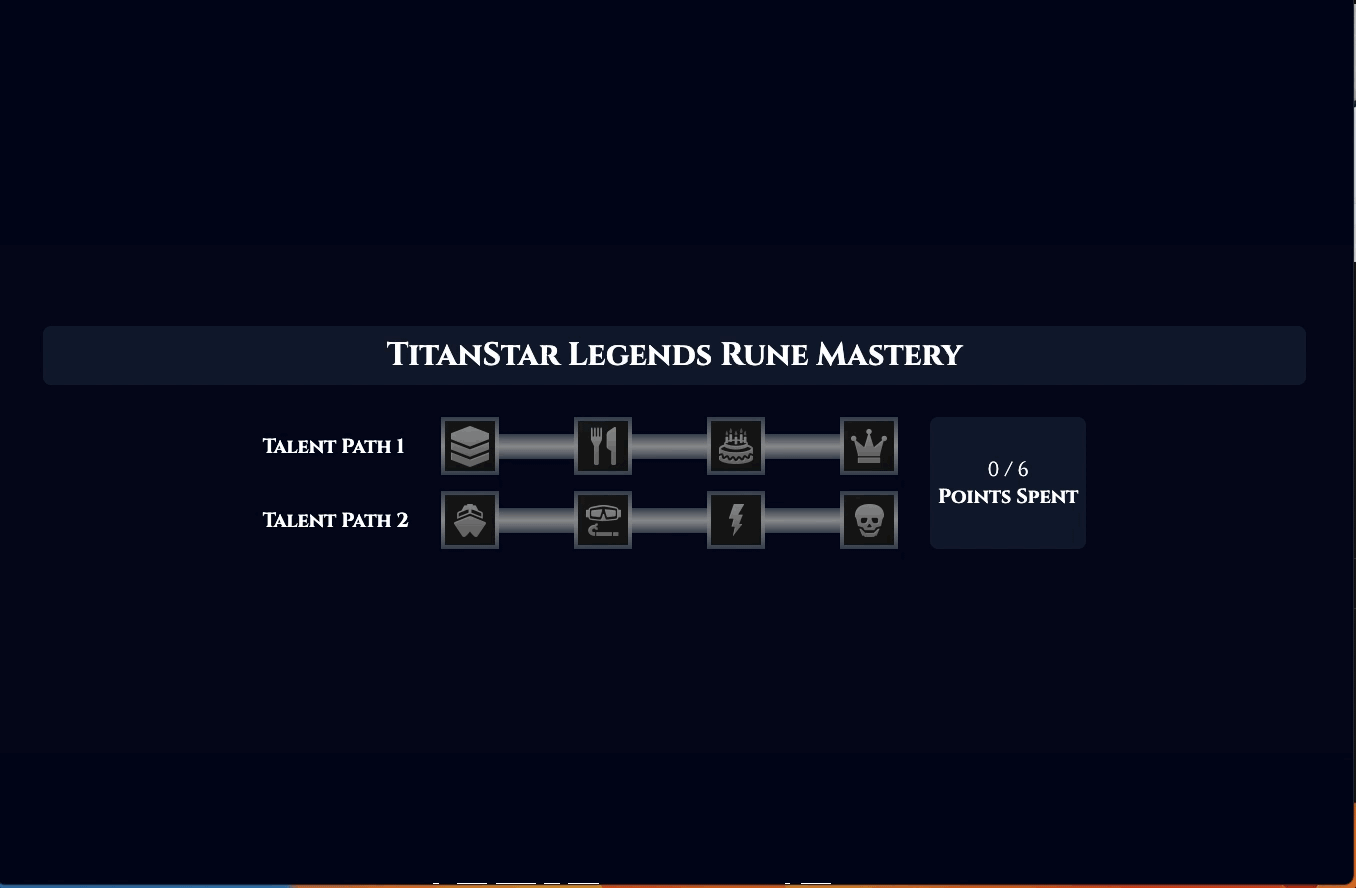 TitanStar Legends Rune Mastery
Talent Path 1
Talent Path 2
0 / 6
Points Spent